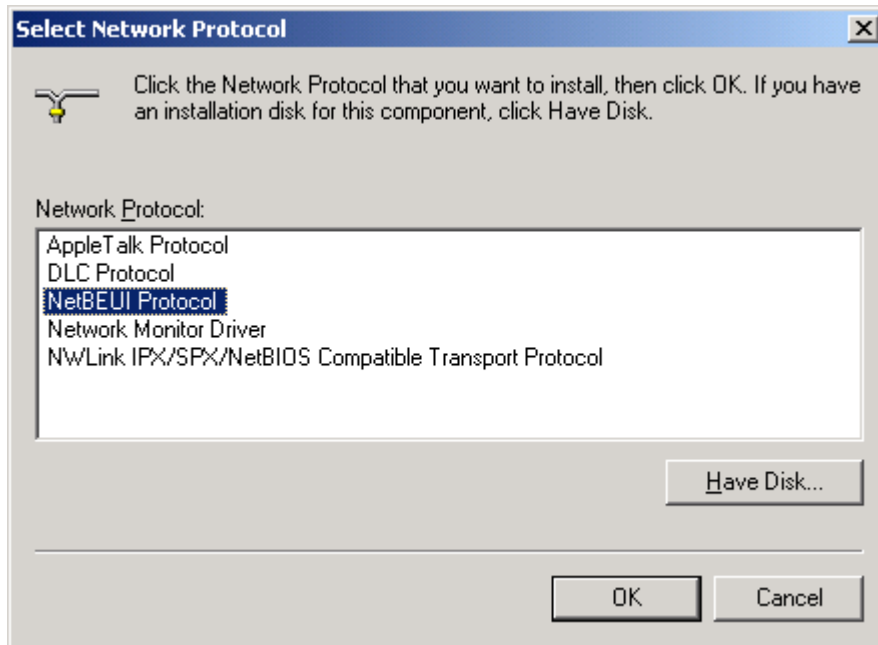 Select Network Protocol
Click the Network Protocol that you want to install, then click OK. If you have
an installation disk for this component, click Have Disk.
Network Protocol:
AppleTalk Protocol
DLC Protocol
NetBEUI Protocol
Network Monitor Driver
NWLink IPX/SPX/NetBIOS Compatible Transport Protocol
Have Disk...
OK
Cancel